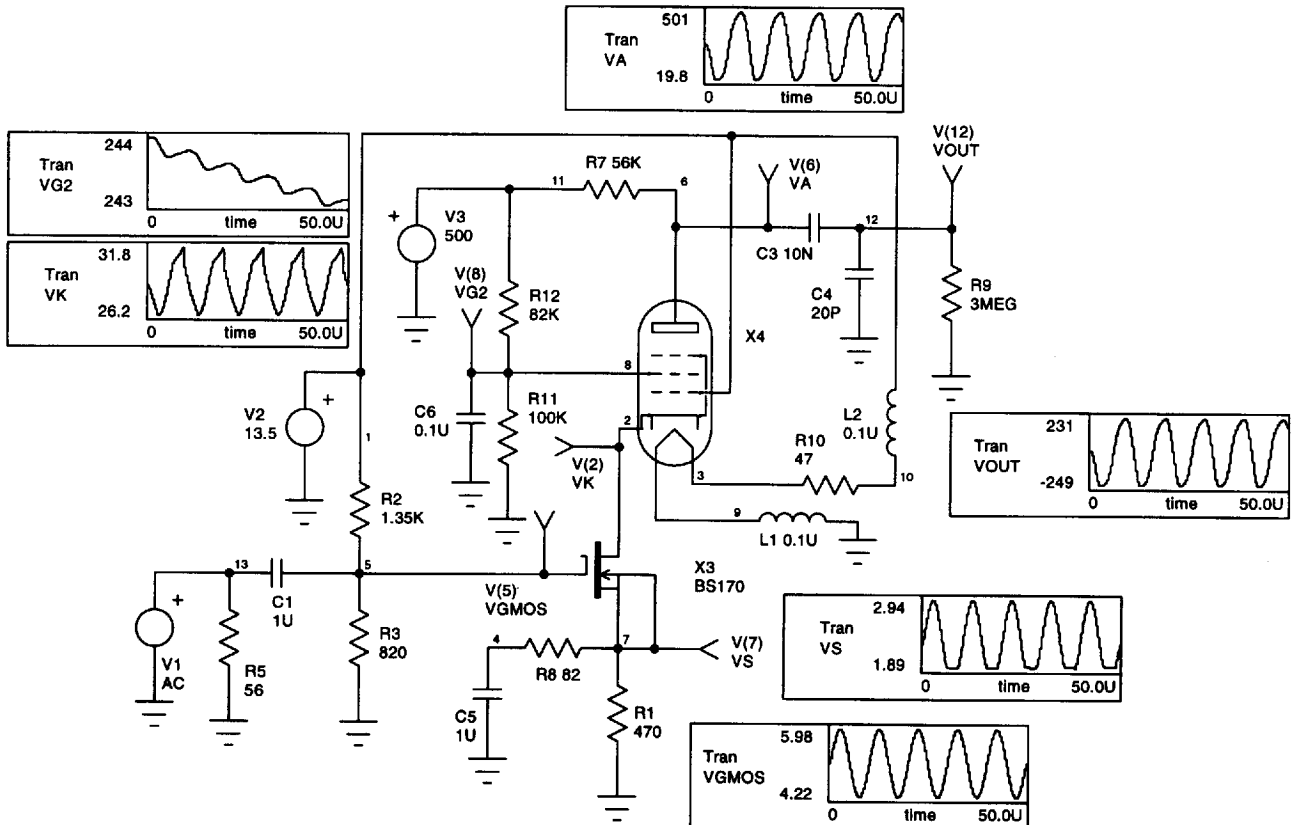 501
Tran
VA
19.8
0 time 50.0U
244
Tran
VG2
243
0 time 50.0U
31.8
Tran
VK
26.2
0 time 50.0U
R7 56K
11
6
V(6)
VA
V(12)
VOUT
V3
500
+
C3 10N
12
V(8)
VG2
R12
82K
C4
20P
R9
3MEG
X4
8
V2
13.5
+
C6
0.1U
R11
100K
2
1
V(2)
VK
3
R10
47
L2
0.1U
10
R2
1.35K
9
L1 0.1U
231
Tran
VOUT
-249
0 time 50.0U
13
C1
1U
5
V(5)
VGMOS
X3
BS170
+
V1
AC
R5
56
R3
820
4
R8 82
7
V(7)
VS
C5
1U
R1
470
2.94
Tran
VS
1.89
0 time 50.0U
5.98
Tran
VGMOS
4.22
0 time 50.0U